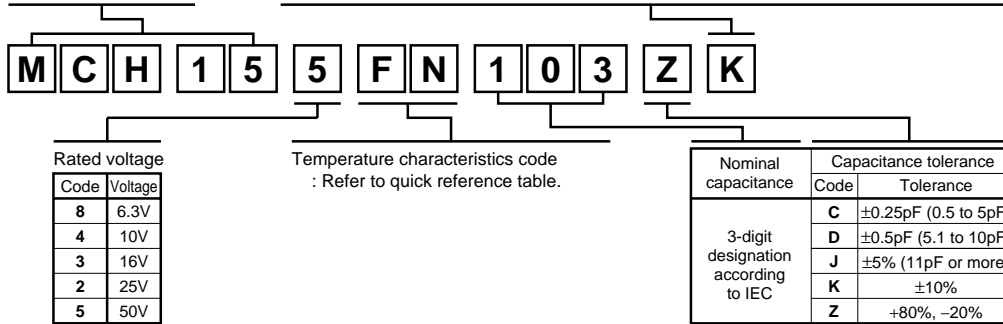 M C H 1 5 5 F N 1 0 3 Z K
Rated voltage
Code Voltage
8 6.3V
4 10V
3 16V
2 25V
5 50V
Temperature characteristics code
: Refer to quick reference table.
Nominal capacitance
3-digit
designation
according
to IEC
Capacitance tolerance
Code Tolerance
C ±0.25pF (0.5 to 5pF
D ±0.5pF (5.1 to 10pF
J ±5% (11pF or more
K ±10%
Z +80%, −20%